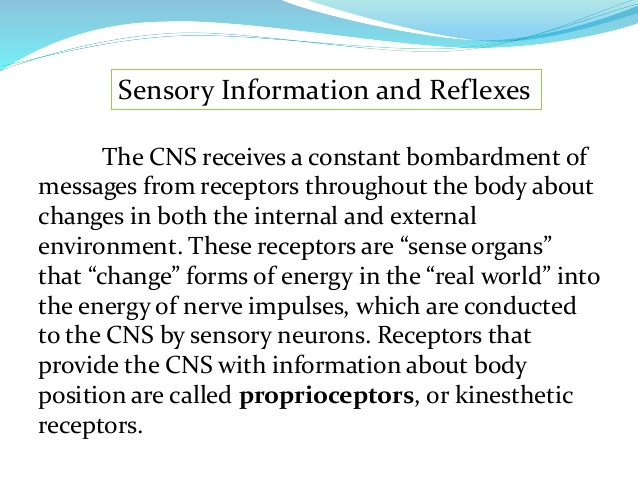 Sensory Information and Reflexes
The CNS receives a constant bombardment of
messages from receptors throughout the body about
changes in both the internal and external
environment. These receptors are “sense organs”
that “change” forms of energy in the “real world” into
the energy of nerve impulses, which are conducted
to the CNS by sensory neurons. Receptors that
provide the CNS with information about body
position are called proprioceptors, or kinesthetic
receptors.